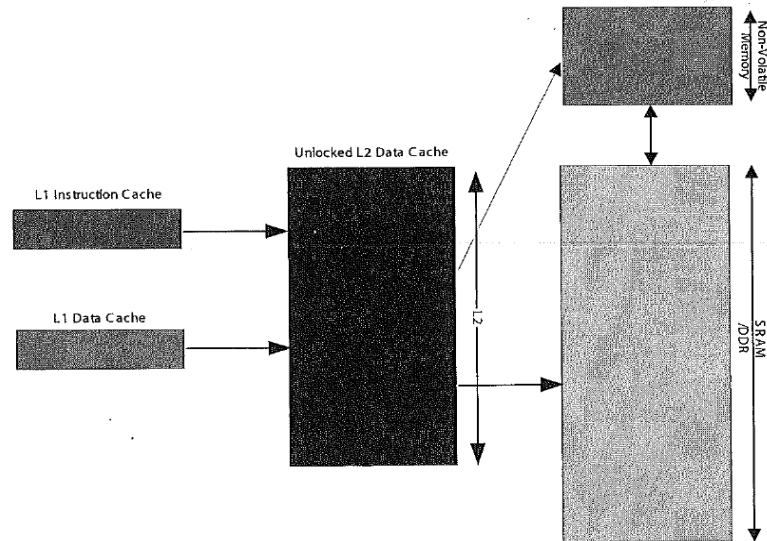 Non-Volatile
Memory
Unlocked L2 Data Cache
L1 Instruction Cache
L1 Data Cache
L2
SRAM
/DDR